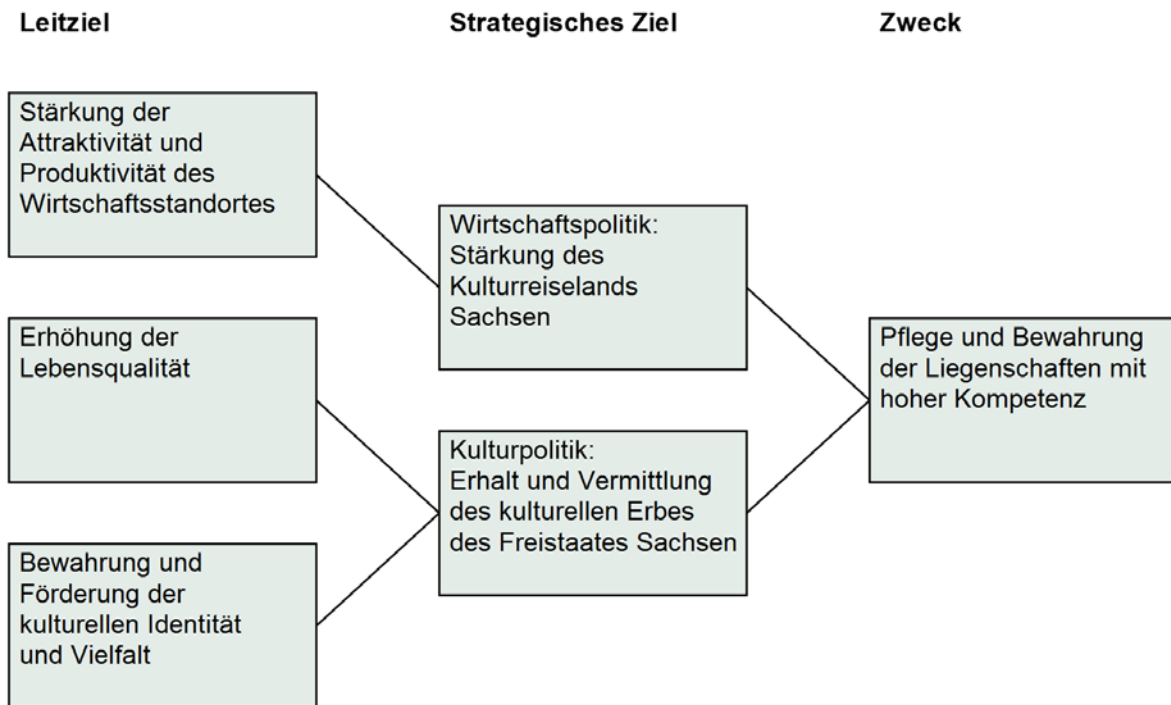 Leitziel
Strategisches Ziel
Zweck
Stärkung der
Attraktivität und
Produktivität des
Wirtschaftsstandortes
Erhöhung der
Lebensqualität
Bewahrung und
Förderung der
kulturellen Identität
und Vielfalt
Wirtschaftspolitik:
Stärkung des
Kulturreiselands
Sachsen
Kulturpolitik:
Erhalt und Vermittlung
des kulturellen Erbes
des Freistaates Sachsen
Pflege und Bewahrung
der Liegenschaften mit
hoher Kompetenz